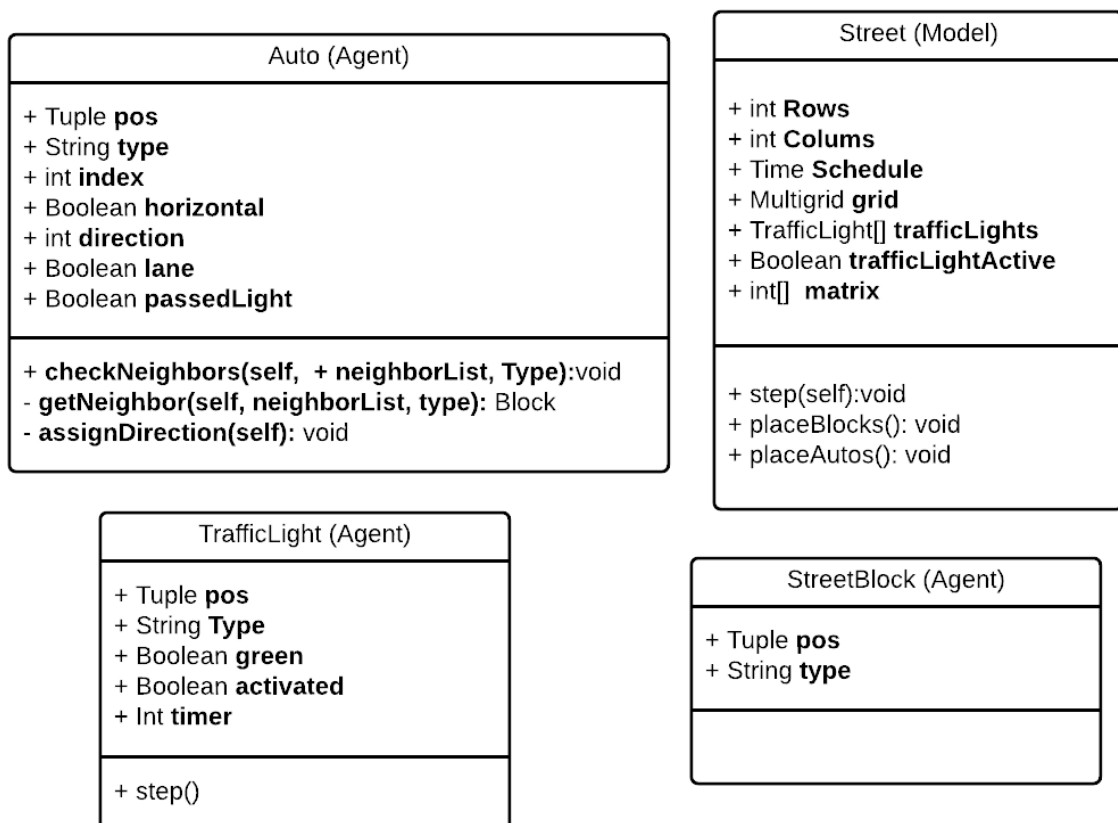 Auto (Agent)
+ Tuple pos
+ String type
+ int index
+ Boolean horizontal
+ int direction
+ Boolean lane
+ Boolean passedLight
+ checkNeighbors(self,  + neighborList, Type):void
- getNeighbor(self, neighborList, type): Block
- assignDirection(self): void
Street (Model)
+ int Rows
+ int Colums
+ Time Schedule
+ Multigrid grid
+ TrafficLight[] trafficLights
+ Boolean trafficLightActive
+ int[]  matrix
+ step(self):void
+ placeBlocks(): void
+ placeAutos(): void
TrafficLight (Agent)
+ Tuple pos
+ String Type
+ Boolean green
+ Boolean activated
+ Int timer
+ step()
StreetBlock (Agent)
+ Tuple pos
+ String type